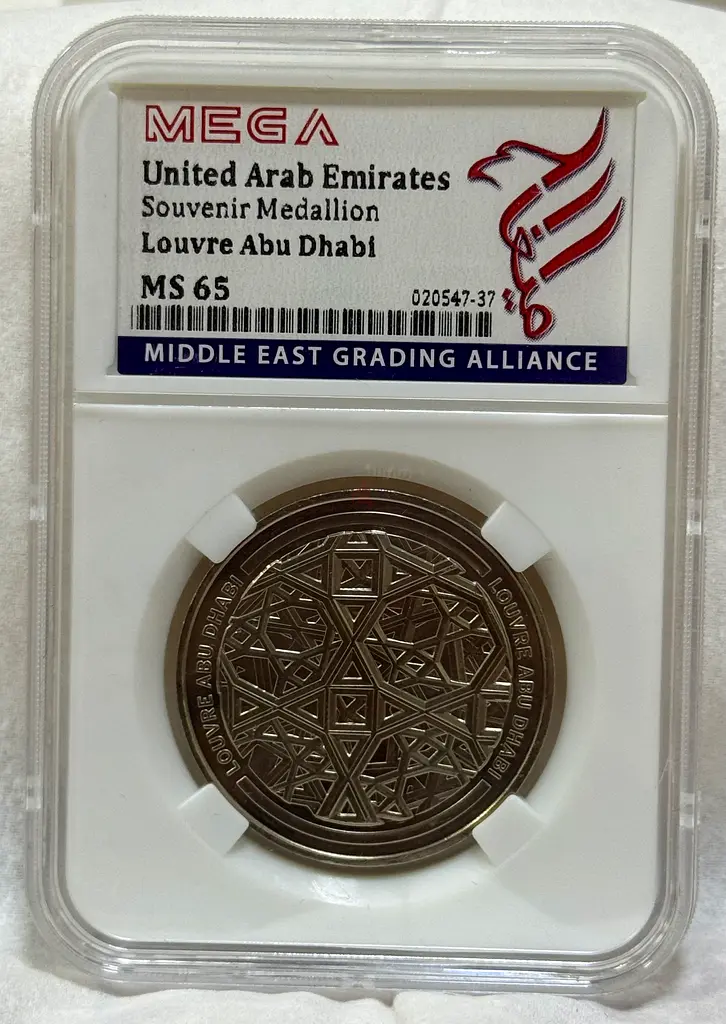 MEGA
United Arab Emirates
Souvenir Medallion
Louvre Abu Dhabi
MS 65
020547-37
MIDDLE EAST GRADING ALLIANCE
LOUVRE ABU DHABI
LOUVRE ABU DHABI